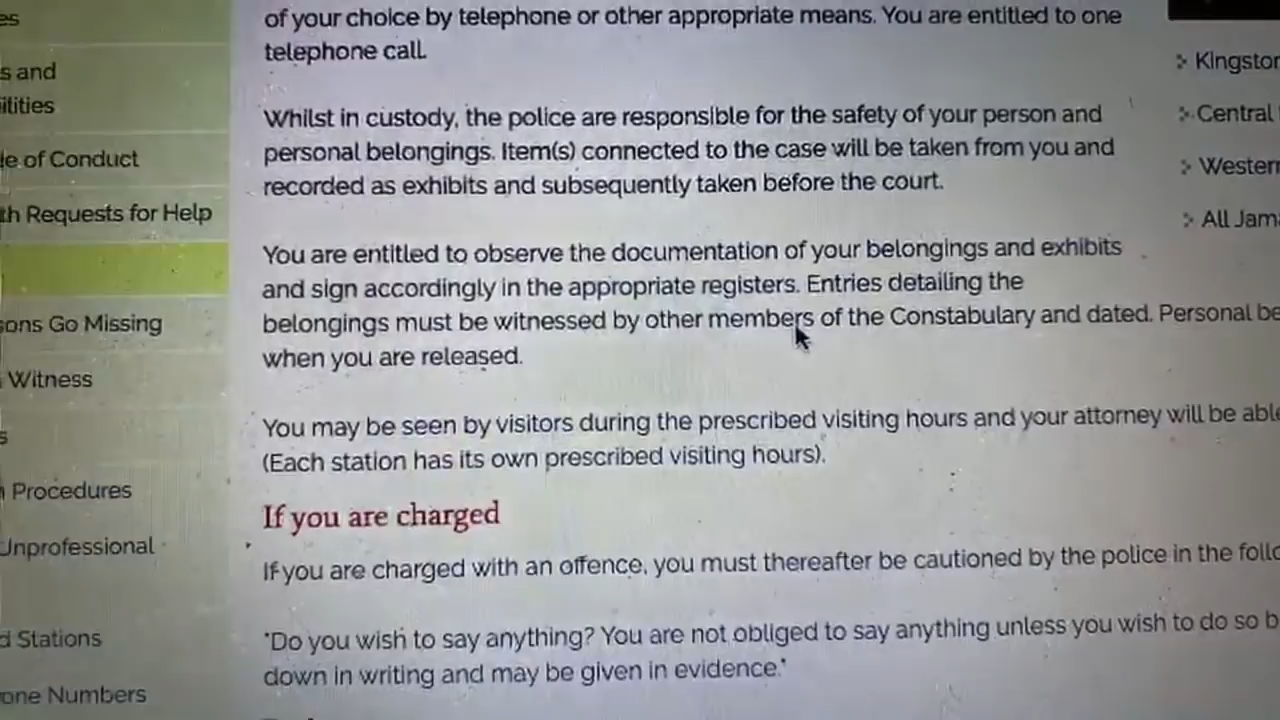 es
s and
ilities
le of Conduct
th Requests for Help
sons Go Missing
Witness
s
n Procedures
Unprofessional
d Stations
one Numbers
of your choice by telephone or other appropriate means. You are entitled to one
telephone call.
Whilst in custody, the police are responsible for the safety of your person and
personal belongings. Item(s) connected to the case will be taken from you and
recorded as exhibits and subsequently taken before the court.
You are entitled to observe the documentation of your belongings and exhibits
and sign accordingly in the appropriate registers. Entries detailing the
belongings must be witnessed by other members of the Constabulary and dated. Personal be
when you are released.
You may be seen by visitors during the prescribed visiting hours and your attorney will be able
(Each station has its own prescribed visiting hours).
If you are charged
If you are charged with an offence, you must thereafter be cautioned by the police in the follo
"Do you wish to say anything? You are not obliged to say anything unless you wish to do so b
down in writing and may be given in evidence."
Kingston
Central
Western
All Jam